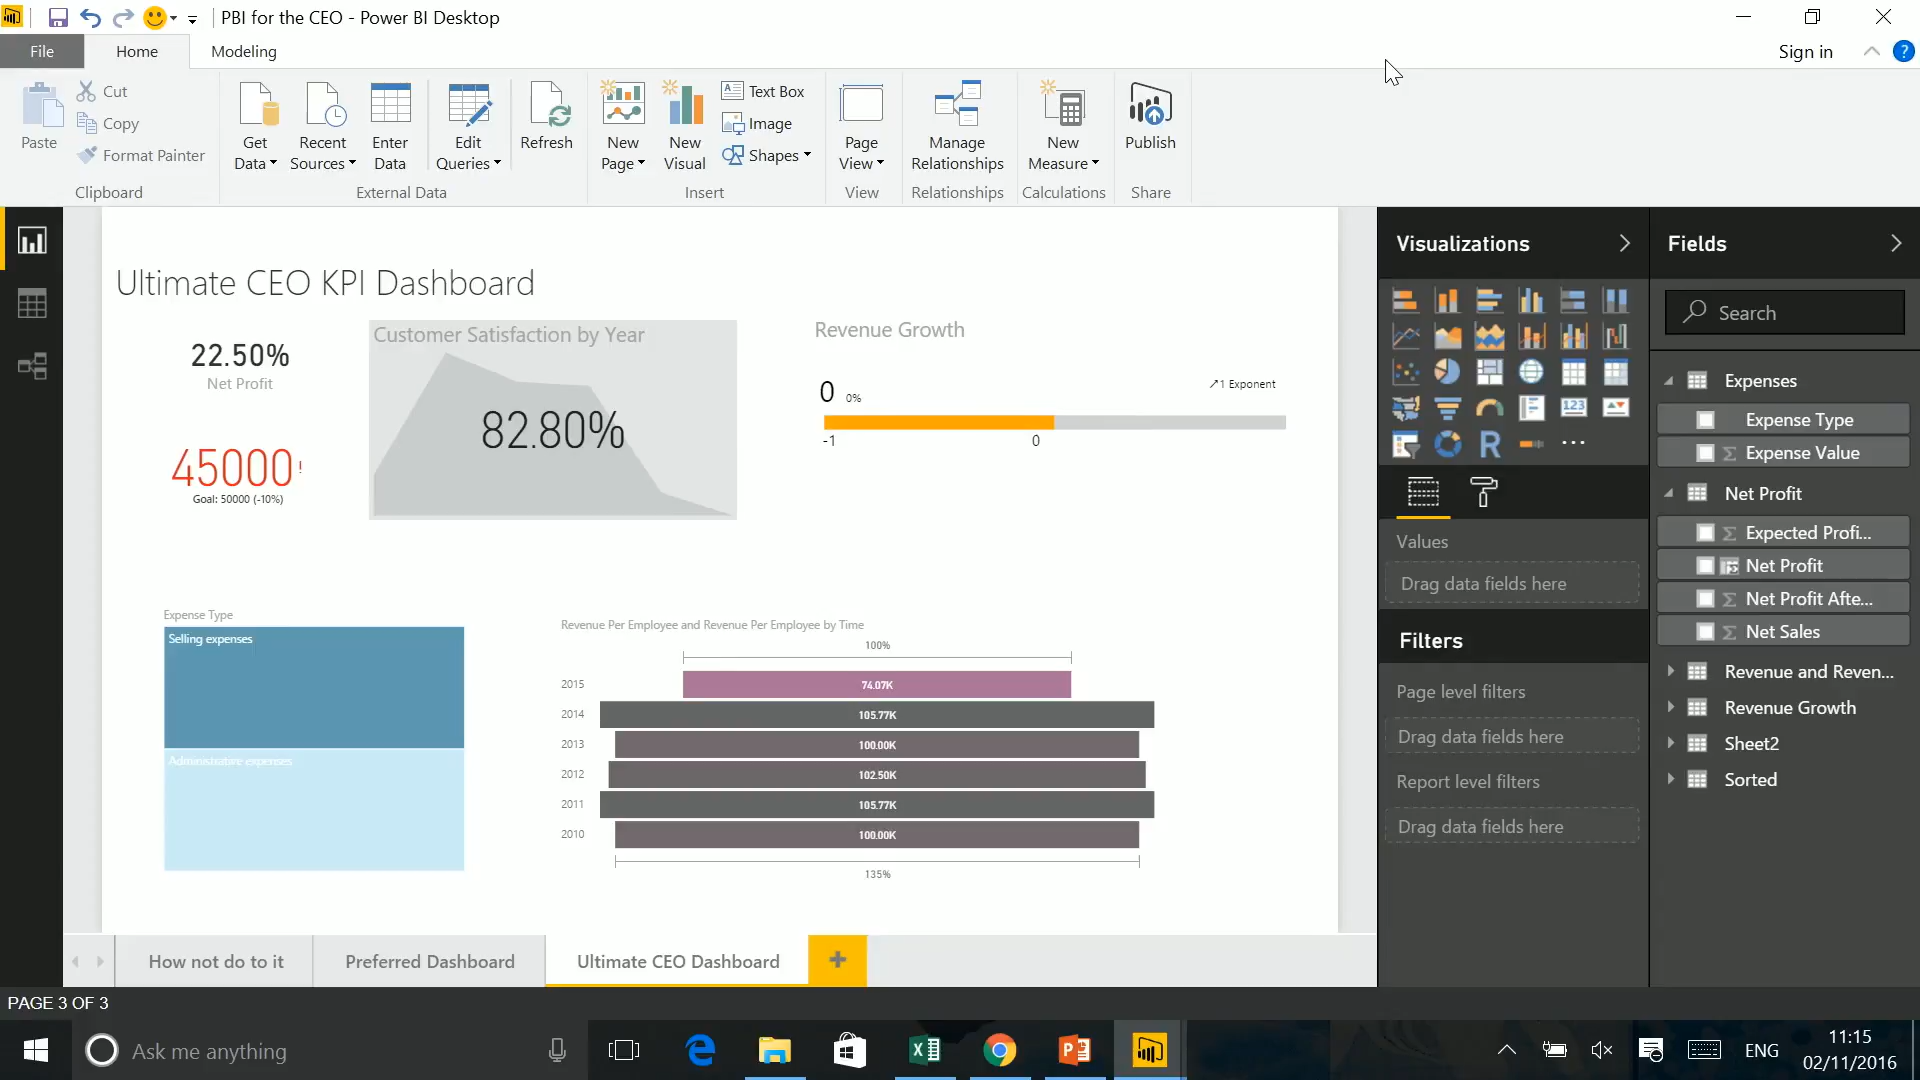 PBI for the CEO - Power BI Desktop
File
Home
Modeling
Sign in
?
Paste
Cut
Copy
Format Painter
Clipboard
Get Data
Recent Sources
Enter Data
Edit Queries
External Data
Refresh
New Page
New Visual
Text Box
Image
Shapes
Insert
Page View
View
Manage Relationships
Relationships
New Measure
Calculations
Publish
Share
Ultimate CEO KPI Dashboard
22.50%
Net Profit
45000!
Goal: 50000 (-10%)
Customer Satisfaction by Year
82.80%
Revenue Growth
0 0%
↗1 Exponent
-1
0
Expense Type
Selling expenses
Administrative expenses
Revenue Per Employee and Revenue Per Employee by Time
100%
2015 74.07K
2014 105.77K
2013 100.00K
2012 102.50K
2011 105.77K
2010 100.00K
135%
Visualizations
123
R
...
Values
Drag data fields here
Filters
Page level filters
Drag data fields here
Report level filters
Drag data fields here
Fields
Search
Expenses
Expense Type
Σ Expense Value
Net Profit
Σ Expected Profi...
Net Profit
Σ Net Profit Afte...
Σ Net Sales
Revenue and Reven...
Revenue Growth
Sheet2
Sorted
How not do to it
Preferred Dashboard
Ultimate CEO Dashboard
+
PAGE 3 OF 3
Ask me anything
ENG
11:15
02/11/2016